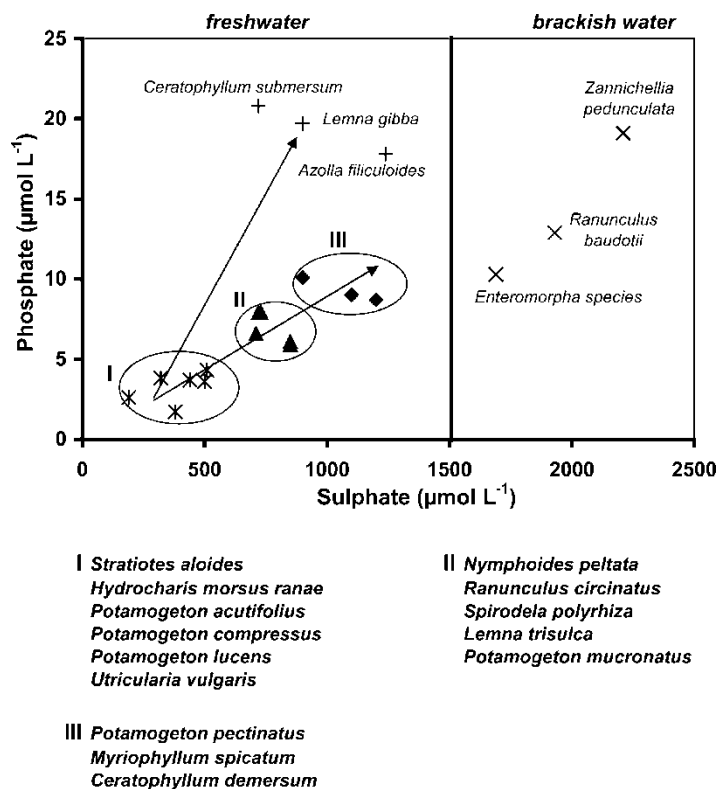 freshwater brackish water
25
20
15
10
5
0
Phosphate (µmol L⁻¹)
Ceratophyllum submersum
Lemna gibba
Azolla filiculoides
Zannichellia
pedunculata
Ranunculus
baudotii
Enteromorpha species
III
II
I
0 500 1000 1500 2000 2500
Sulphate (µmol L⁻¹)
I Stratiotes aloides
Hydrocharis morsus ranae
Potamogeton acutifolius
Potamogeton compressus
Potamogeton lucens
Utricularia vulgaris
II Nymphoides peltata
Ranunculus circinatus
Spirodela polyrhiza
Lemna trisulca
Potamogeton mucronatus
III Potamogeton pectinatus
Myriophyllum spicatum
Ceratophyllum demersum